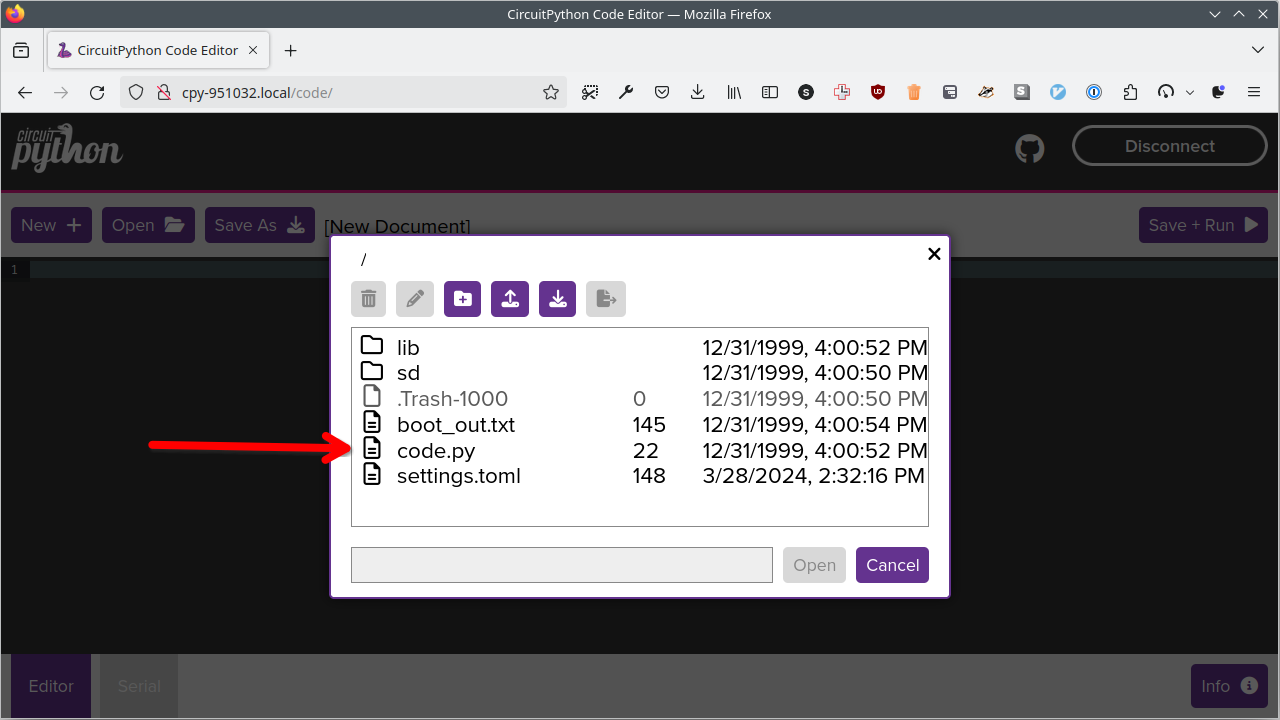 CircuitPython Code Editor — Mozilla Firefox
CircuitPython Code Editor
cpy-951032.local/code/
circuit
python
Disconnect
New
Open
Save As
[New Document]
Save + Run
1
/
lib 12/31/1999, 4:00:52 PM
sd 12/31/1999, 4:00:50 PM
.Trash-1000 0 12/31/1999, 4:00:50 PM
boot_out.txt 145 12/31/1999, 4:00:54 PM
code.py 22 12/31/1999, 4:00:52 PM
settings.toml 148 3/28/2024, 2:32:16 PM
Open
Cancel
Editor
Serial
Info